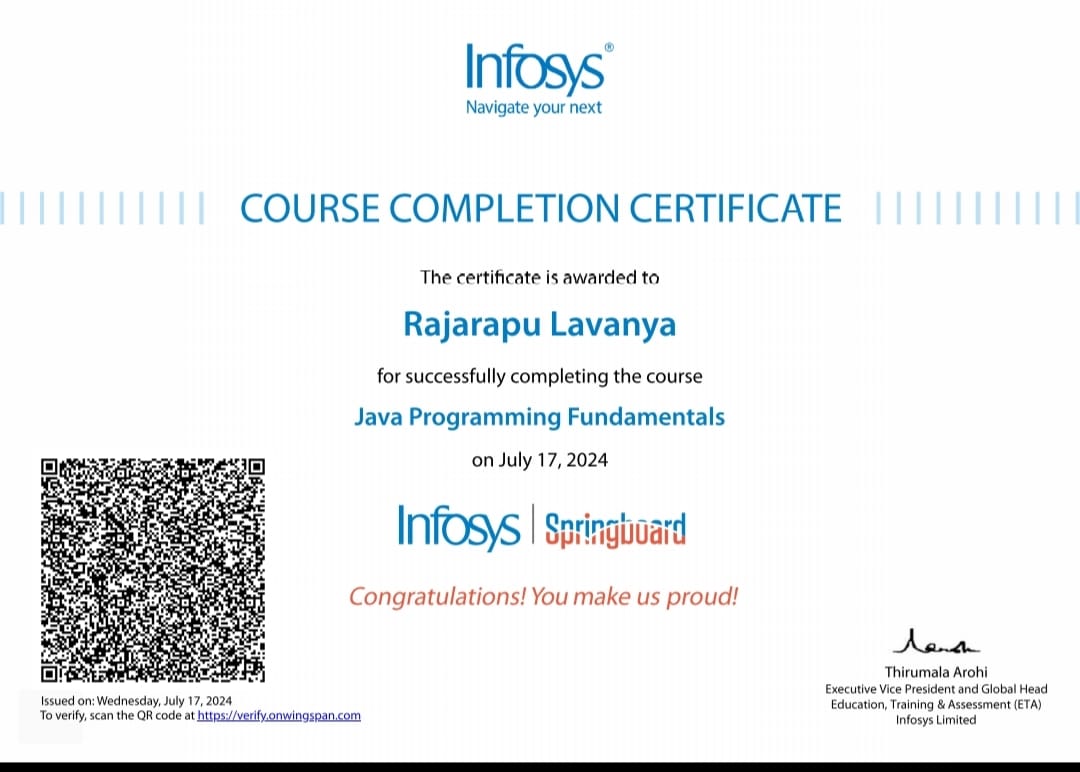 Infosys®
Navigate your next
COURSE COMPLETION CERTIFICATE
The certificate is awarded to
Rajarapu Lavanya
for successfully completing the course
Java Programming Fundamentals
on July 17, 2024
Infosys | Springboard
Congratulations! You make us proud!
Issued on: Wednesday, July 17, 2024
To verify, scan the QR code at https://verify.onwingspan.com
Thirumala Arohi
Executive Vice President and Global Head
Education, Training & Assessment (ETA)
Infosys Limited